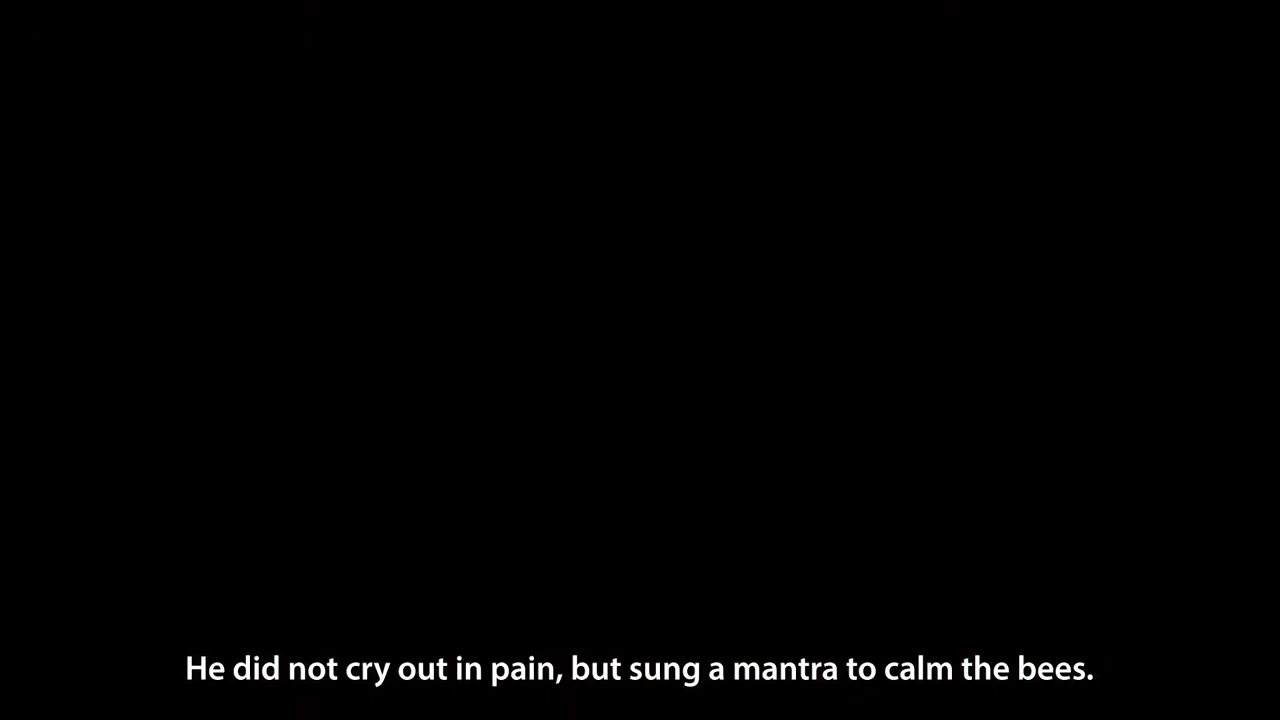 He did not cry out in pain, but sung a mantra to calm the bees.